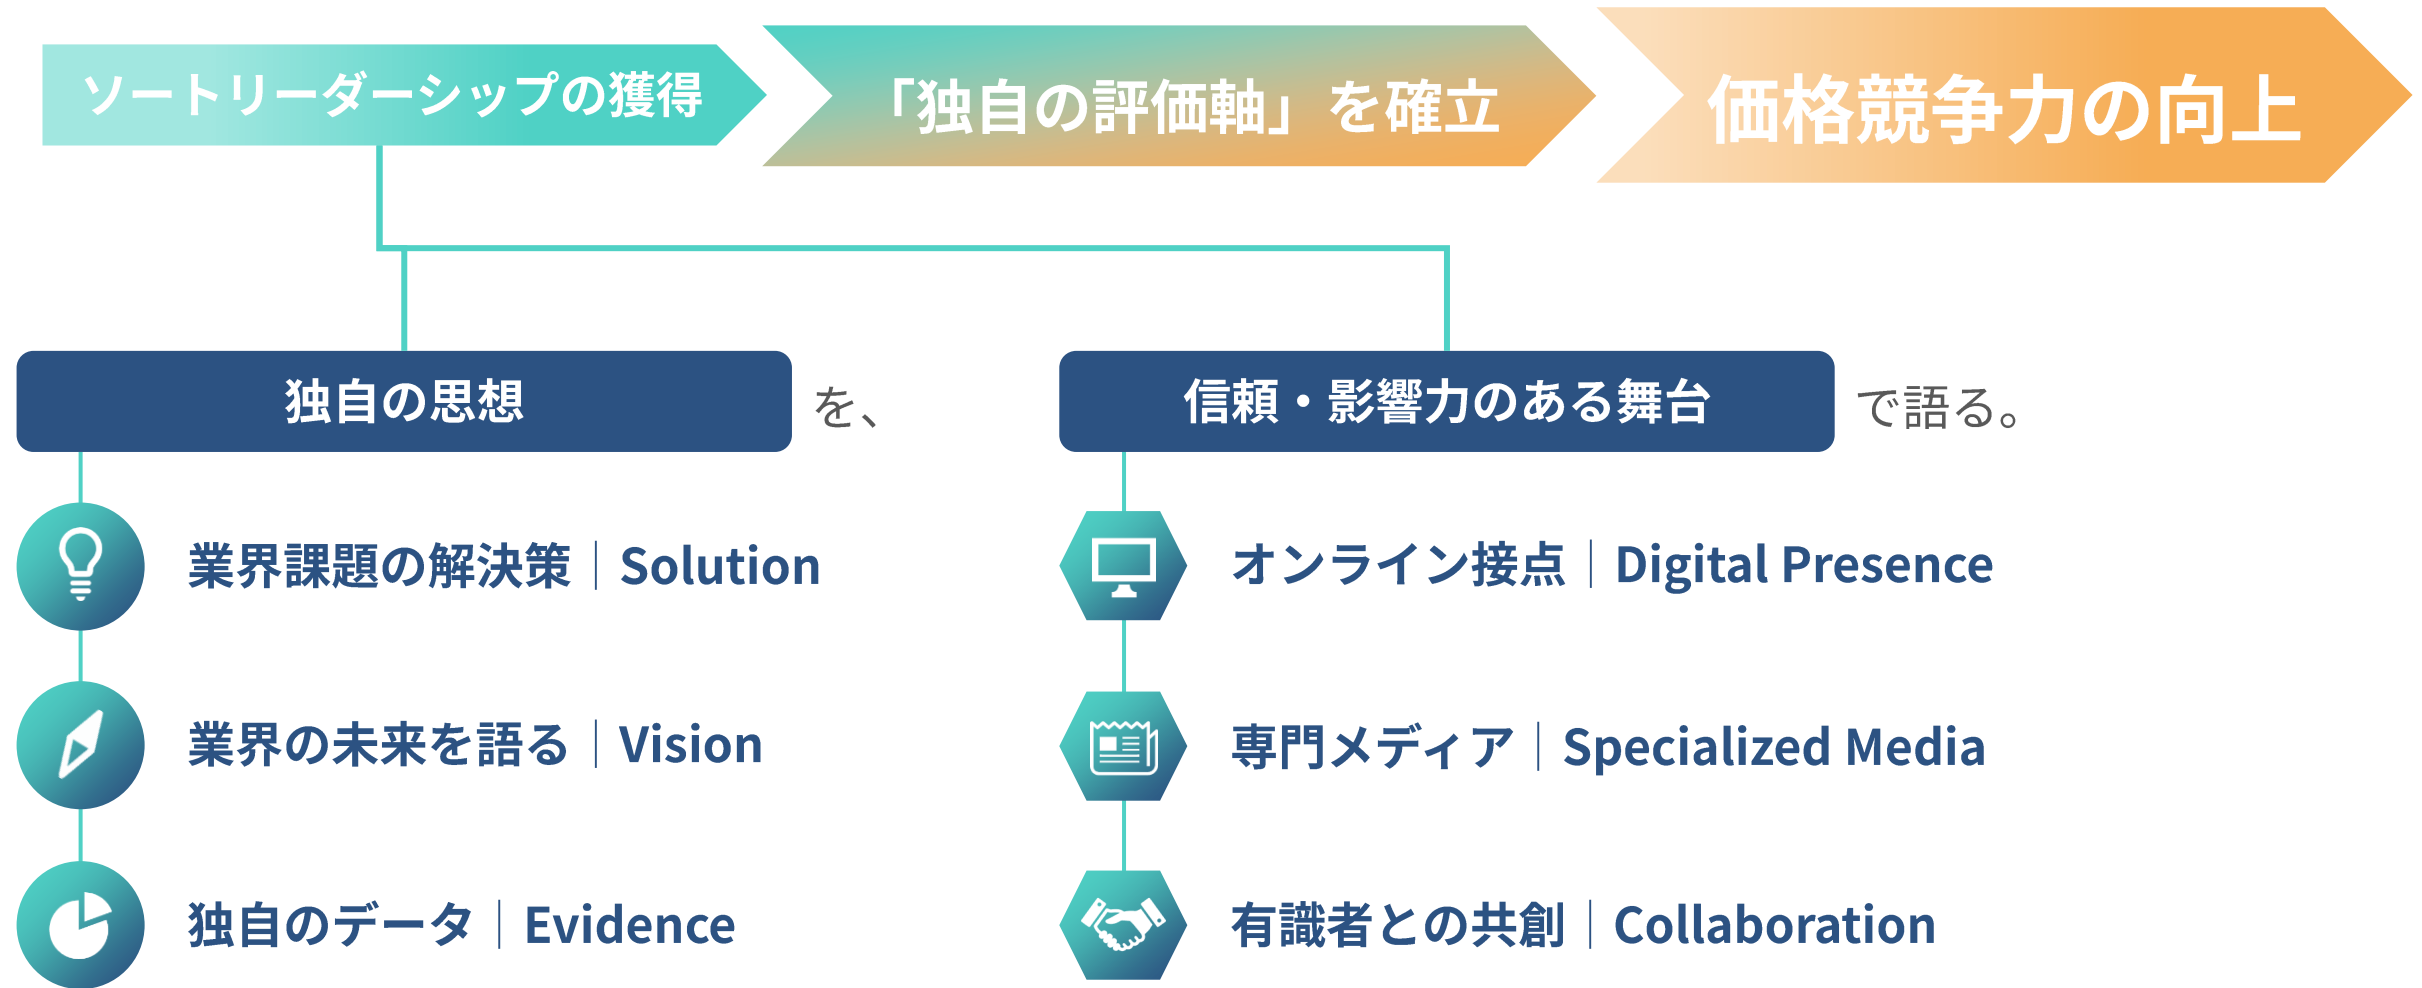 ソートリーダーシップの獲得
「独自の評価軸」を確立
価格競争力の向上
独自の思想 を、
信頼・影響力のある舞台 で語る。
業界課題の解決策｜Solution
業界の未来を語る｜Vision
独自のデータ｜Evidence
オンライン接点｜Digital Presence
専門メディア｜Specialized Media
有識者との共創｜Collaboration